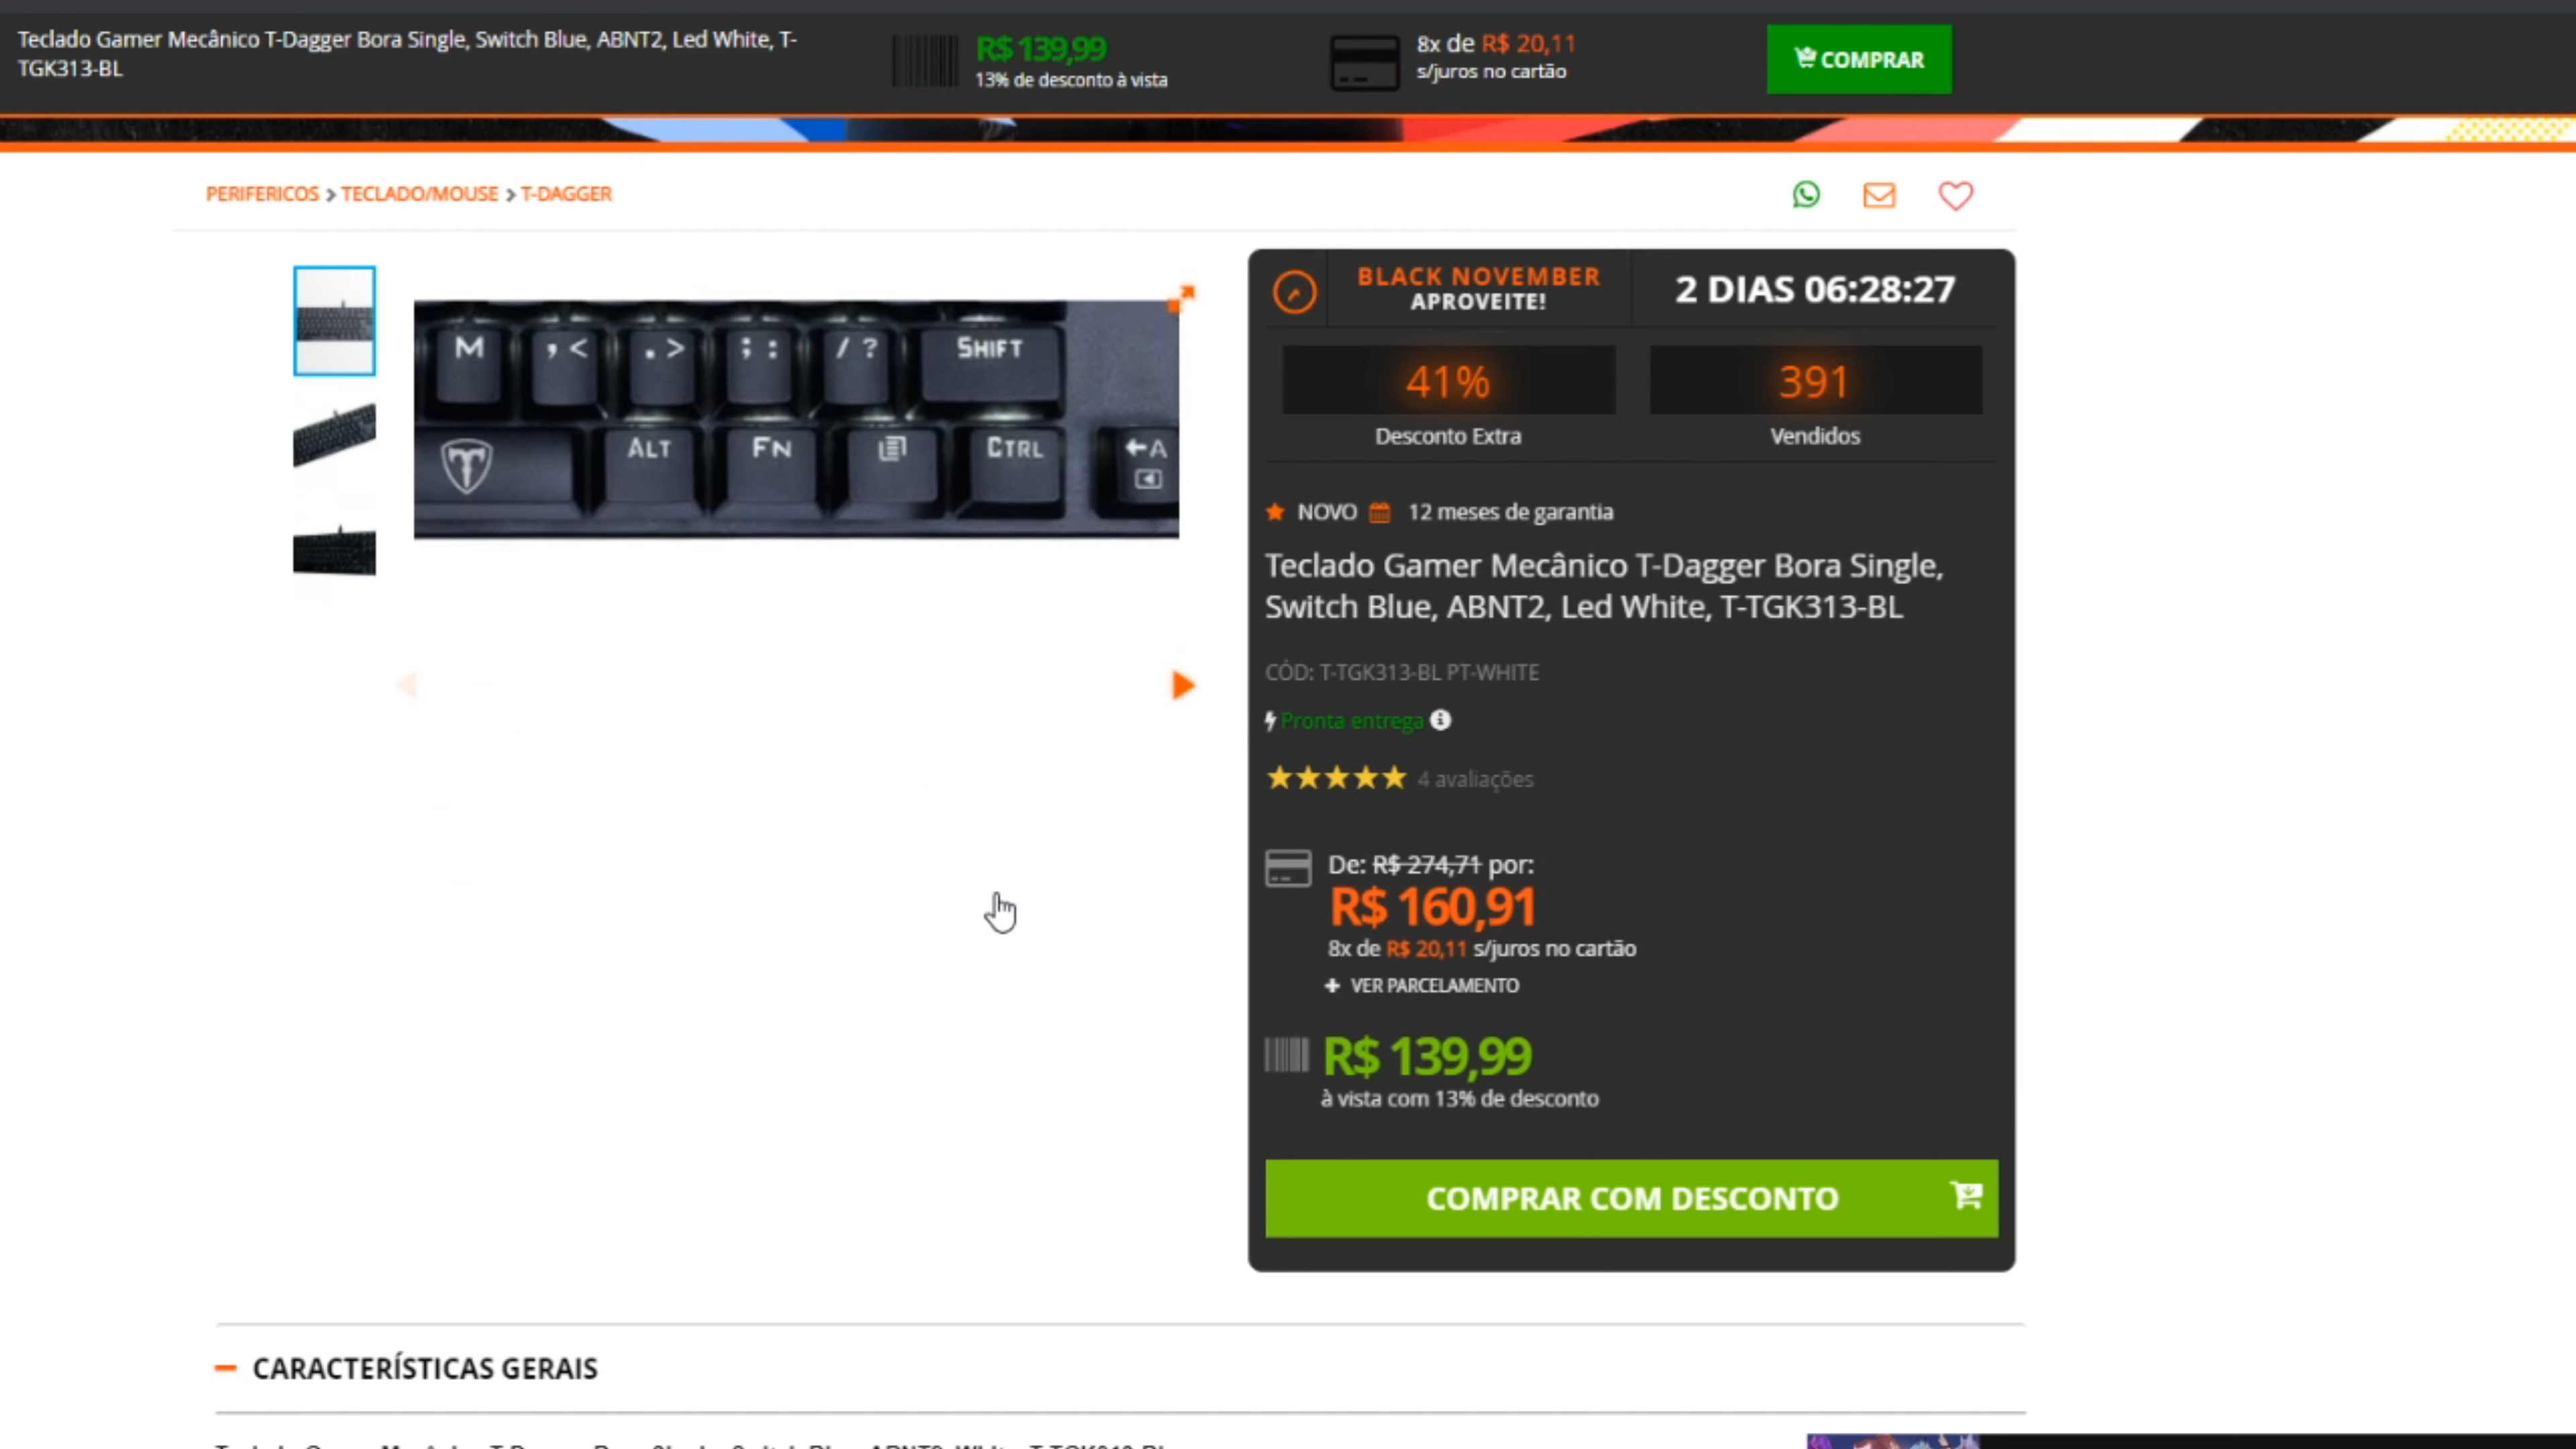 Teclado Gamer Mecânico T-Dagger Bora Single, Switch Blue, ABNT2, Led White, T-
TGK313-BL
R$ 139,99
13% de desconto à vista
8x de R$ 20,11
s/juros no cartão
COMPRAR
PERIFERICOS > TECLADO/MOUSE > T-DAGGER
M , < . > ; : / ? SHIFT
ALT FN CTRL ←A
BLACK NOVEMBER
APROVEITE!
2 DIAS 06:28:27
41%
Desconto Extra
391
Vendidos
NOVO 12 meses de garantia
Teclado Gamer Mecânico T-Dagger Bora Single,
Switch Blue, ABNT2, Led White, T-TGK313-BL
CÓD: T-TGK313-BL PT-WHITE
Pronta entrega
4 avaliações
De: R$ 274,71 por:
R$ 160,91
8x de R$ 20,11 s/juros no cartão
+ VER PARCELAMENTO
R$ 139,99
à vista com 13% de desconto
COMPRAR COM DESCONTO
CARACTERÍSTICAS GERAIS